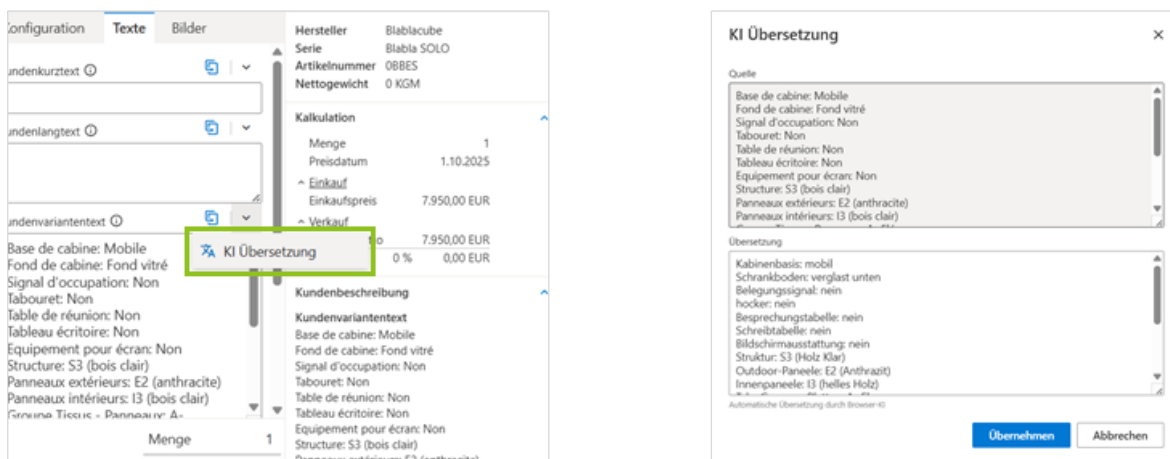 Configuration Texte Bilder
undenkurztext
undenlangtext
undenvariantentext
Base de cabine: Mobile
Fond de cabine: Fond vitré
Signal d'occupation: Non
Tabouret: Non
Table de réunion: Non
Tableau écritoire: Non
Equipement pour écran: Non
Structure: S3 (bois clair)
Panneaux extérieurs: E2 (anthracite)
Panneaux intérieurs: I3 (bois clair)
Groupe Tissus - Panneaux: A-
Menge 1
KI Übersetzung
Hersteller Blablacube
Serie Blabla SOLO
Artikelnummer 0BBES
Nettogewicht 0 KGM
Kalkulation
Menge 1
Preisdatum 1.10.2025
Einkauf
Einkaufspreis 7.950,00 EUR
Verkauf
o 7.950,00 EUR
0 % 0,00 EUR
Kundenbeschreibung
Kundenvariantentext
Base de cabine: Mobile
Fond de cabine: Fond vitré
Signal d'occupation: Non
Tabouret: Non
Table de réunion: Non
Tableau écritoire: Non
Equipement pour écran: Non
Structure: S3 (bois clair)
Panneaux extérieurs: E2 (anthracite)
KI Übersetzung
Quelle
Base de cabine: Mobile
Fond de cabine: Fond vitré
Signal d'occupation: Non
Tabouret: Non
Table de réunion: Non
Tableau écritoire: Non
Equipement pour écran: Non
Structure: S3 (bois clair)
Panneaux extérieurs: E2 (anthracite)
Panneaux intérieurs: I3 (bois clair)
Übersetzung
Kabinenbasis: mobil
Schrankboden: verglast unten
Belegungssignal: nein
hocker: nein
Besprechungstabelle: nein
Schreibtabelle: nein
Bildschirmausstattung: nein
Struktur: S3 (Holz Klar)
Outdoor-Paneele: E2 (Anthrazit)
Innenpaneele: I3 (helles Holz)
Automatische Übersetzung durch Browser-KI
Übernehmen Abbrechen